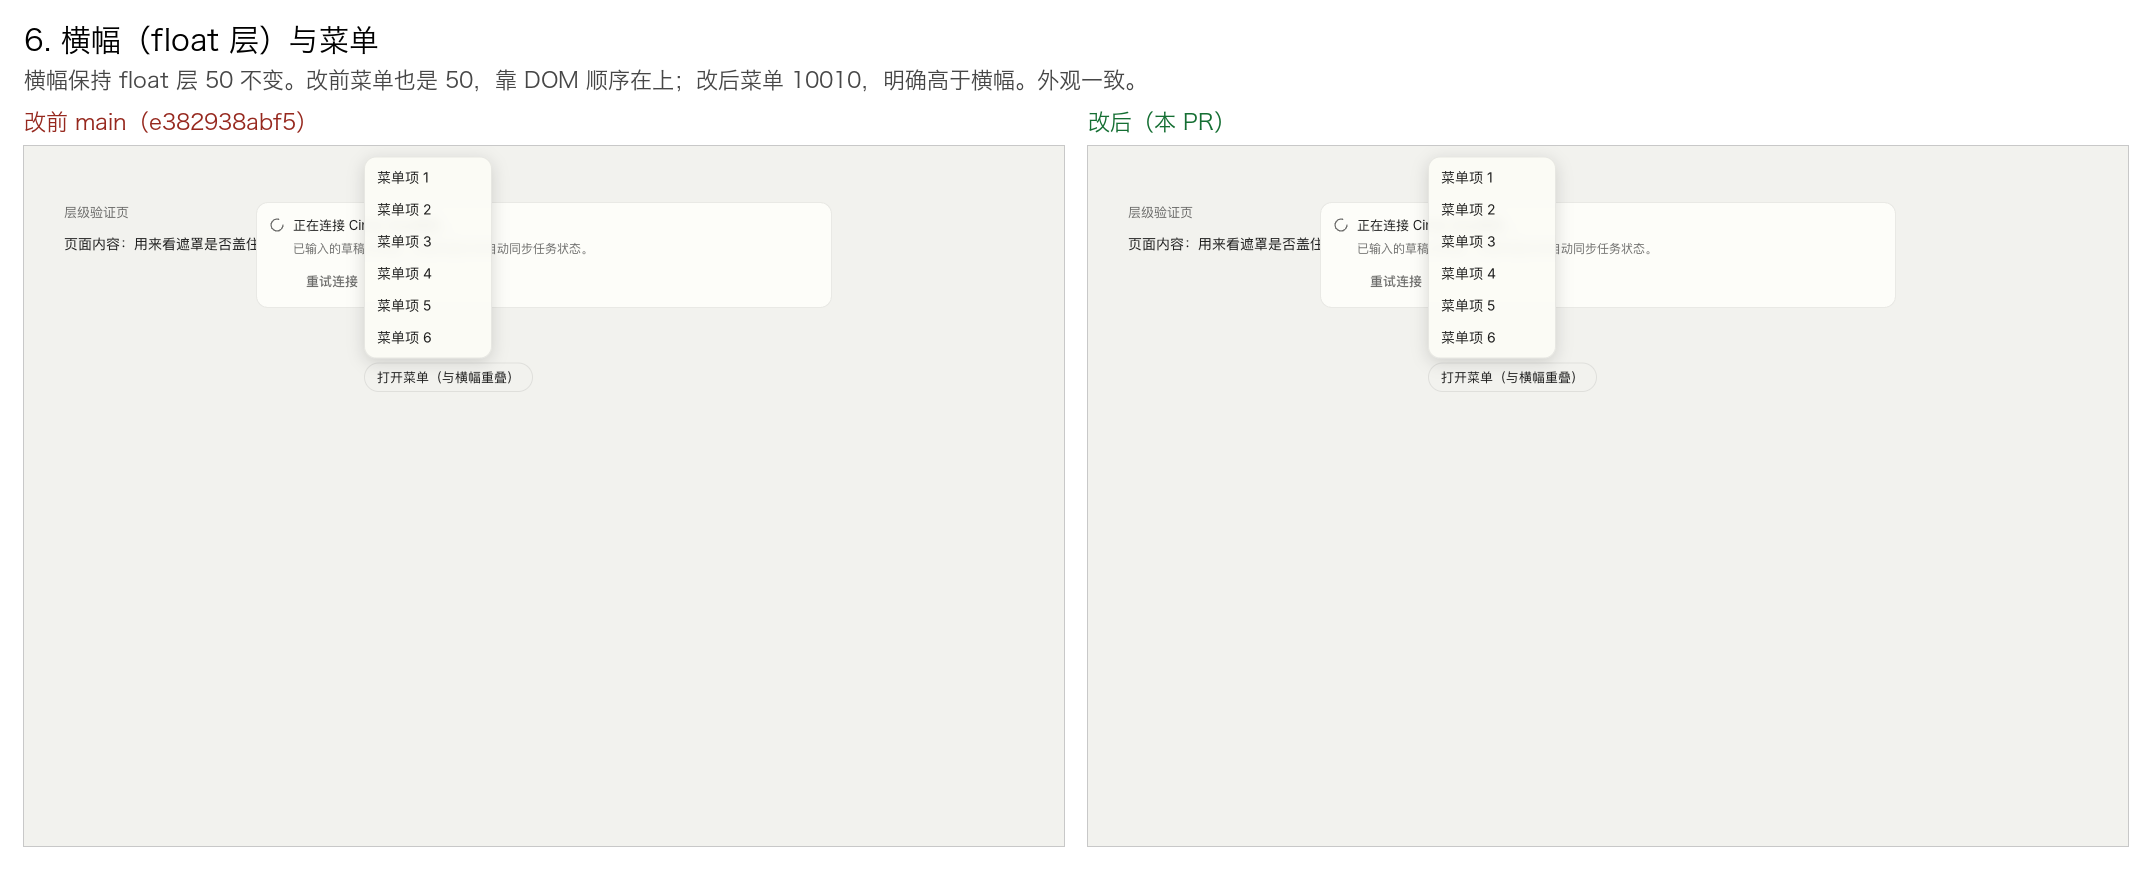 6. 横幅（float 层）与菜单
横幅保持 float 层 50 不变。改前菜单也是 50，靠 DOM 顺序在上；改后菜单 10010，明确高于横幅。外观一致。
改前 main（e382938abf5）
层级验证页
页面内容：用来看遮罩是否盖住
正在连接 Cin
已输入的草稿
自动同步任务状态。
重试连接
菜单项 1
菜单项 2
菜单项 3
菜单项 4
菜单项 5
菜单项 6
打开菜单（与横幅重叠）
改后（本 PR）
层级验证页
页面内容：用来看遮罩是否盖住
正在连接 Cin
已输入的草稿
自动同步任务状态。
重试连接
菜单项 1
菜单项 2
菜单项 3
菜单项 4
菜单项 5
菜单项 6
打开菜单（与横幅重叠）